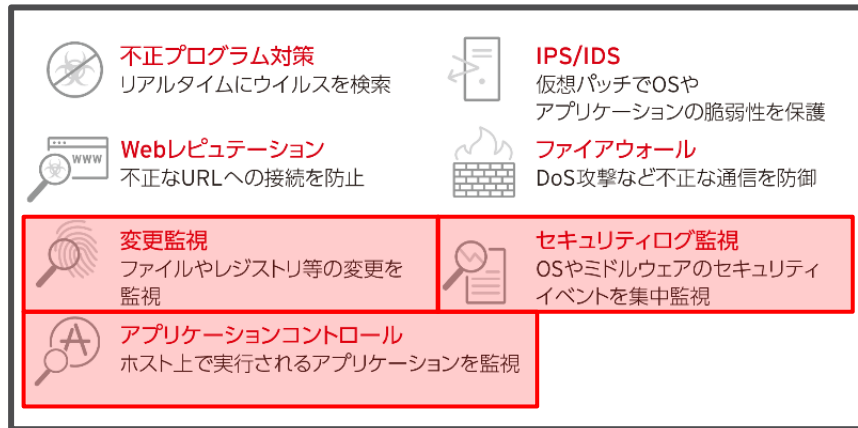 不正プログラム対策
リアルタイムにウイルスを検索
IPS/IDS
仮想パッチでOSや
アプリケーションの脆弱性を保護
WWW
Webレピュテーション
不正なURLへの接続を防止
ファイアウォール
DoS攻撃など不正な通信を防御
変更監視
ファイルやレジストリ等の変更を
監視
セキュリティログ監視
OSやミドルウェアのセキュリティ
イベントを集中監視
アプリケーションコントロール
ホスト上で実行されるアプリケーションを監視